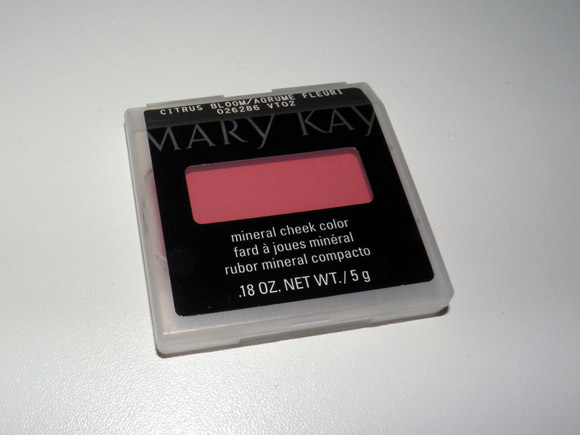 CITRUS BLOOM/AGRUME FLEURI
026286 VT02
MARY KAY
mineral cheek color
fard à joues minéral
rubor mineral compacto
.18 OZ. NET WT./5 g